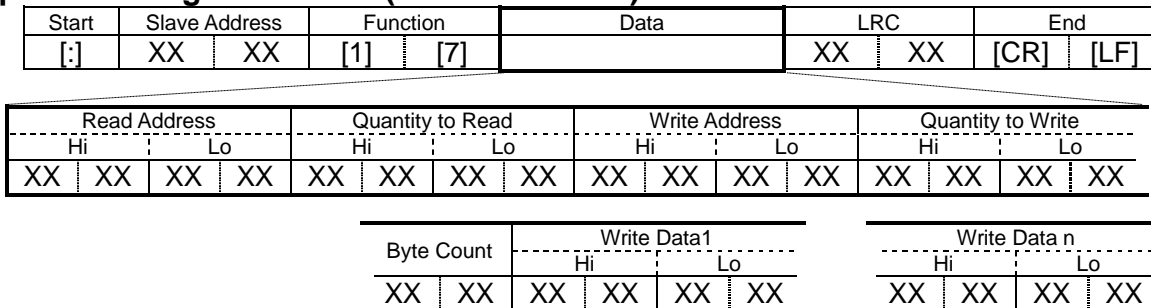 Start Slave Address Function Data LRC End
[:] XX XX [1] [7] XX XX [CR] [LF]
Read Address Quantity to Read Write Address Quantity to Write
Hi Lo Hi Lo Hi Lo Hi Lo
XX XX XX XX XX XX XX XX XX XX XX XX XX XX XX XX
Byte Count Write Data1 Write Data n
Hi Lo Hi Lo
XX XX XX XX XX XX XX XX XX XX